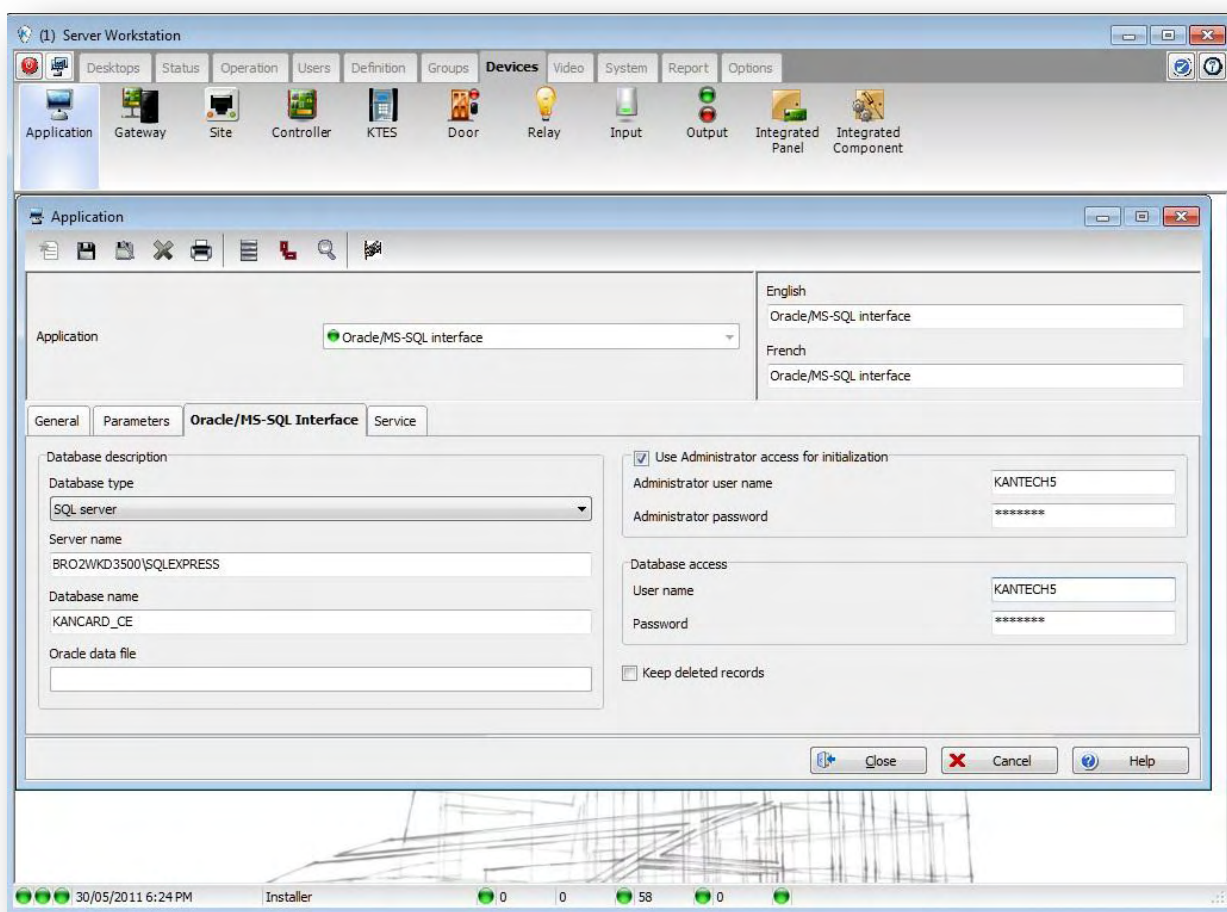 (1) Server Workstation
Desktops Status Operation Users Definition Groups Devices Video System Report Options
Application Gateway Site Controller KTES Door Relay Input Output Integrated Panel Integrated Component
Application
Application
Oracle/MS-SQL interface
English
Oracle/MS-SQL interface
French
Oracle/MS-SQL interface
General Parameters Oracle/MS-SQL Interface Service
Database description
Database type
SQL server
Server name
BRO2WKD3500\SQLEXPRESS
Database name
KANCARD_CE
Oracle data file
Use Administrator access for initialization
Administrator user name KANTECH5
Administrator password *******
Database access
User name KANTECH5
Password *******
Keep deleted records
Close Cancel Help
30/05/2011 6:24 PM Installer 0 0 58 0